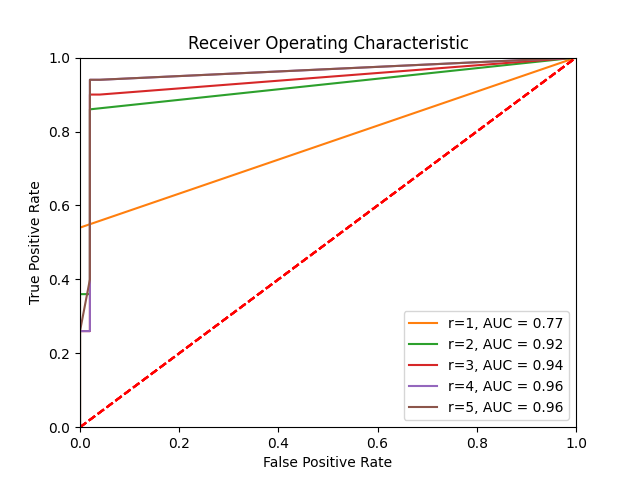 Receiver Operating Characteristic
True Positive Rate
1.0
0.8
0.6
0.4
0.2
0.0
r=1, AUC = 0.77
r=2, AUC = 0.92
r=3, AUC = 0.94
r=4, AUC = 0.96
r=5, AUC = 0.96
0.0 0.2 0.4 0.6 0.8 1.0
False Positive Rate